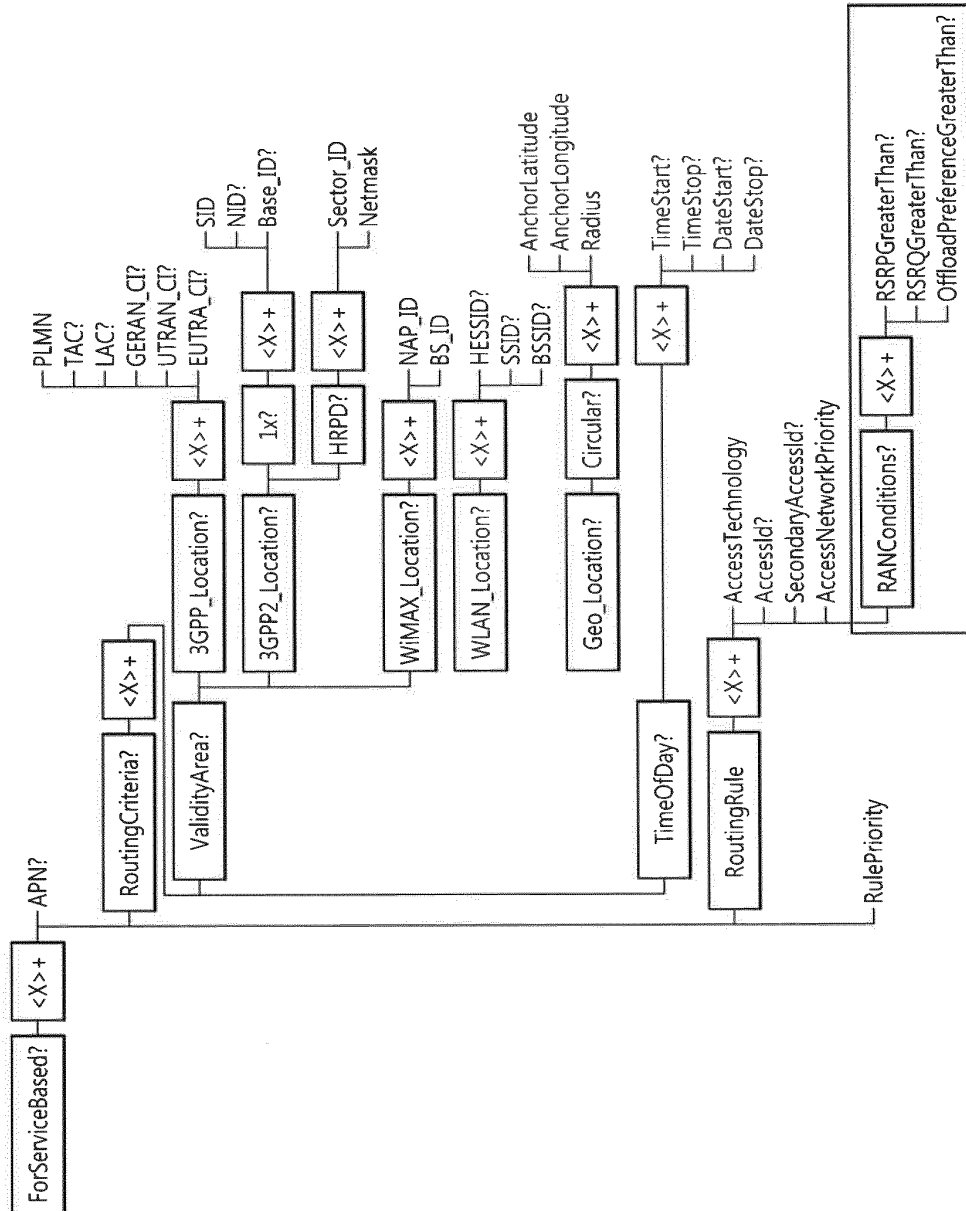 ForServiceBased?
<X>+
APN?
RoutingCriteria?
<X>+
ValidityArea?
3GPP_Location?
<X>+
PLMN
TAC?
LAC?
GERAN_CI?
UTRAN_CI?
EUTRA_CI?
3GPP2_Location?
1x?
<X>+
SID
NID?
Base_ID?
HRPD?
<X>+
Sector_ID
Netmask
WiMAX_Location?
<X>+
NAP_ID
BS_ID
WLAN_Location?
<X>+
HESSID?
SSID?
BSSID?
Geo_Location?
Circular?
<X>+
AnchorLatitude
AnchorLongitude
Radius
TimeOfDay?
<X>+
TimeStart?
TimeStop?
DateStart?
DateStop?
RoutingRule
<X>+
AccessTechnology
AccessId?
SecondaryAccessId?
AccessNetworkPriority
RANConditions?
<X>+
RSRPGreaterThan?
RSRQGreaterThan?
OffloadPreferenceGreaterThan?
RulePriority